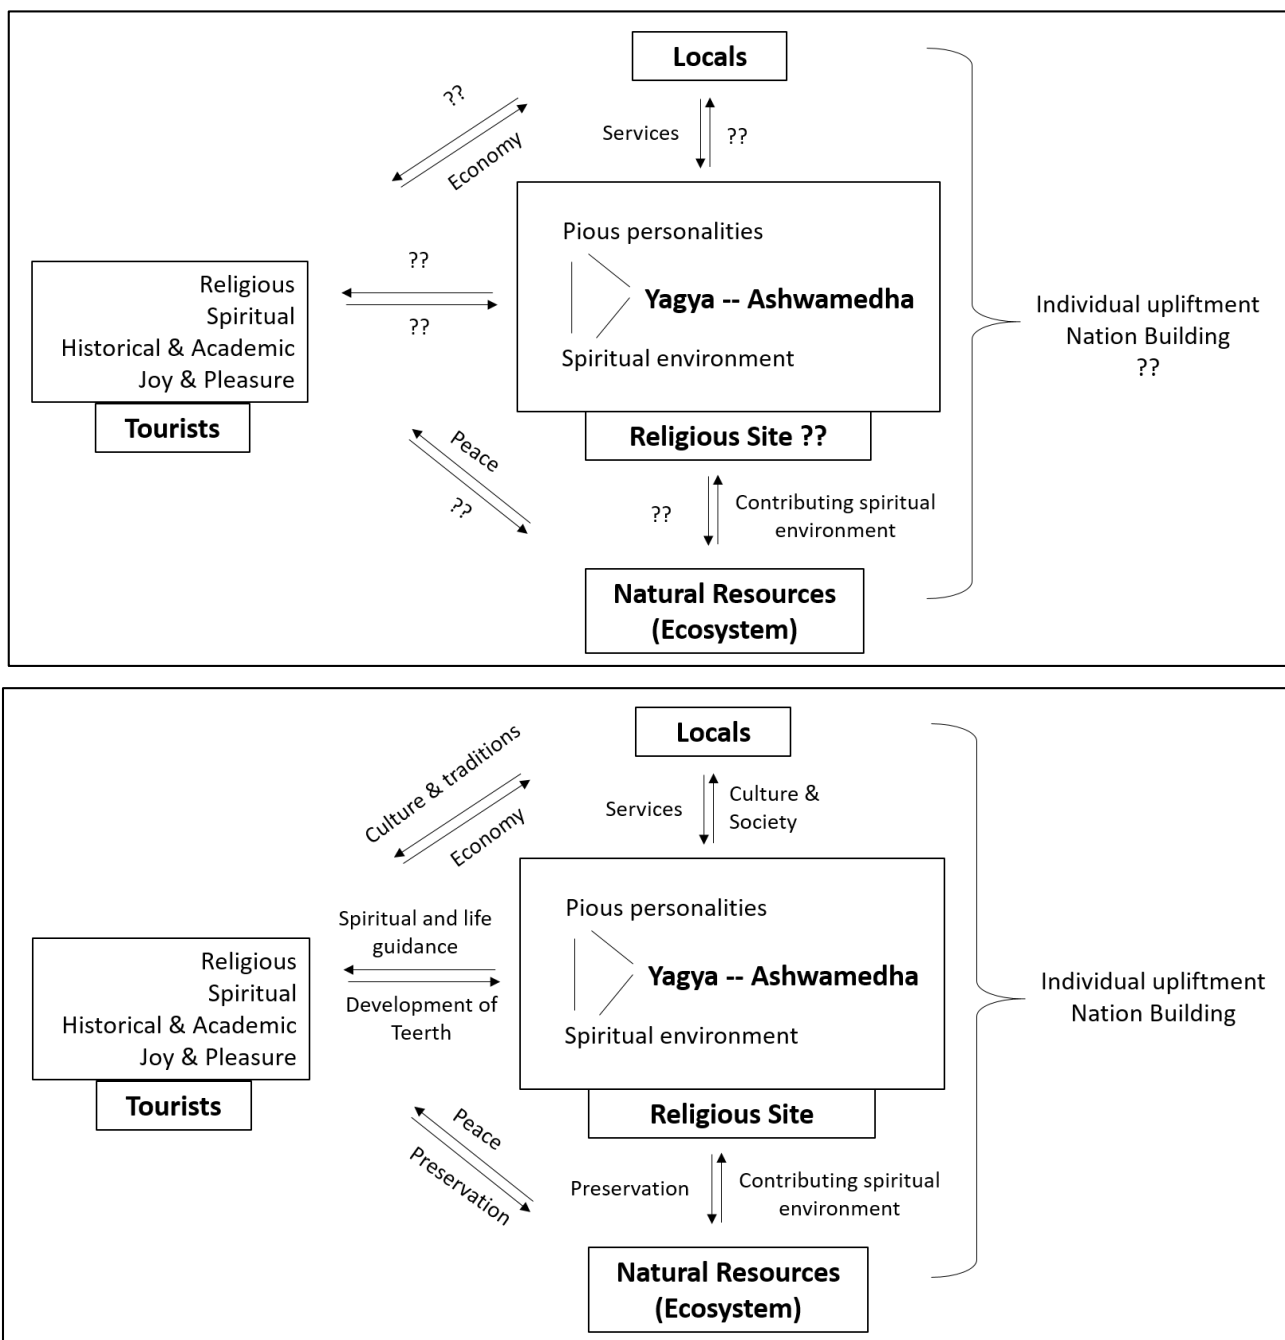 Locals
??
Economy
Services
??
Pious personalities
Yagya -- Ashwamedha
Spiritual environment
Religious Site ??
??
??
Religious
Spiritual
Historical & Academic
Joy & Pleasure
Tourists
Peace
??
??
Contributing spiritual
environment
Natural Resources
(Ecosystem)
Individual upliftment
Nation Building
??
Locals
Culture & traditions
Economy
Services
Culture &
Society
Pious personalities
Yagya -- Ashwamedha
Spiritual environment
Religious Site
Spiritual and life
guidance
Development of
Teerth
Religious
Spiritual
Historical & Academic
Joy & Pleasure
Tourists
Peace
Preservation
Preservation
Contributing spiritual
environment
Natural Resources
(Ecosystem)
Individual upliftment
Nation Building